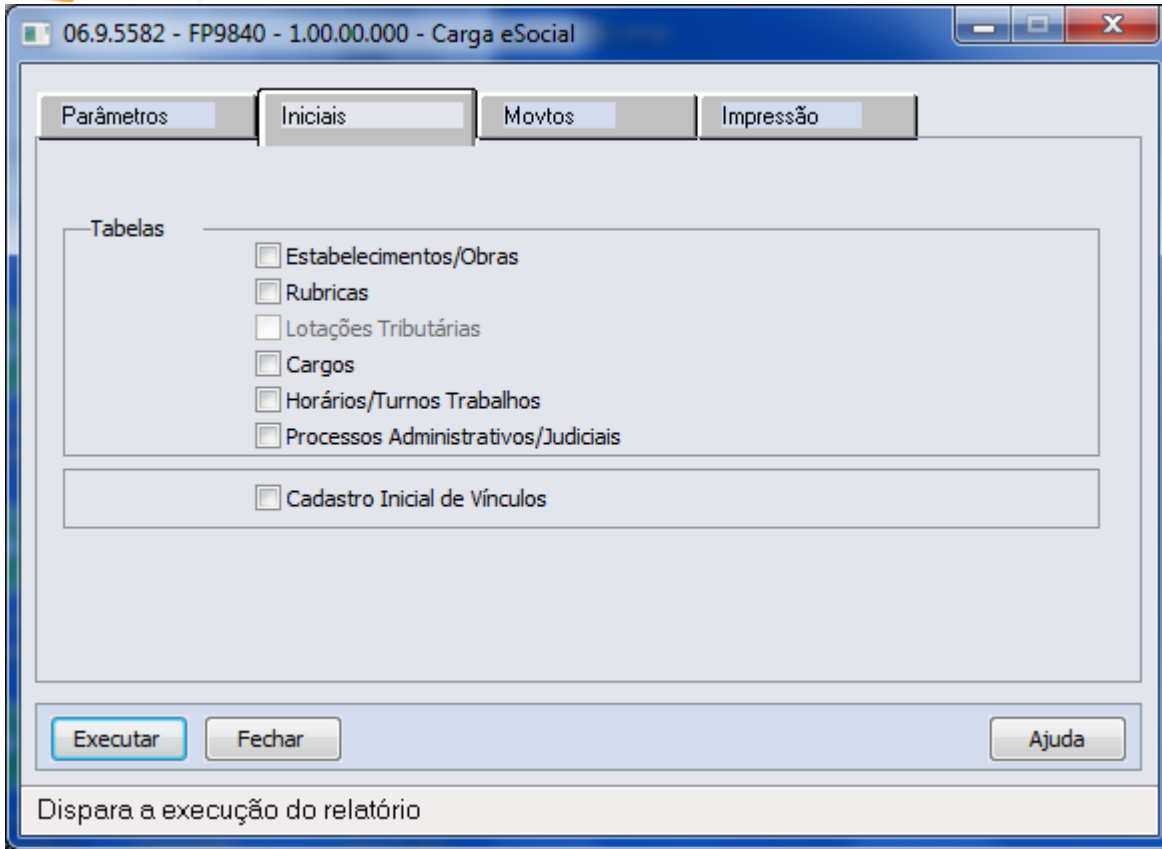 06.9.5582 - FP9840 - 1.00.00.000 - Carga eSocial
Parâmetros Iniciais Movtos Impressão
Tabelas
Estabelecimentos/Obras
Rubricas
Lotações Tributárias
Cargos
Horários/Turnos Trabalhos
Processos Administrativos/Judiciais
Cadastro Inicial de Vínculos
Executar Fechar Ajuda
Dispara a execução do relatório